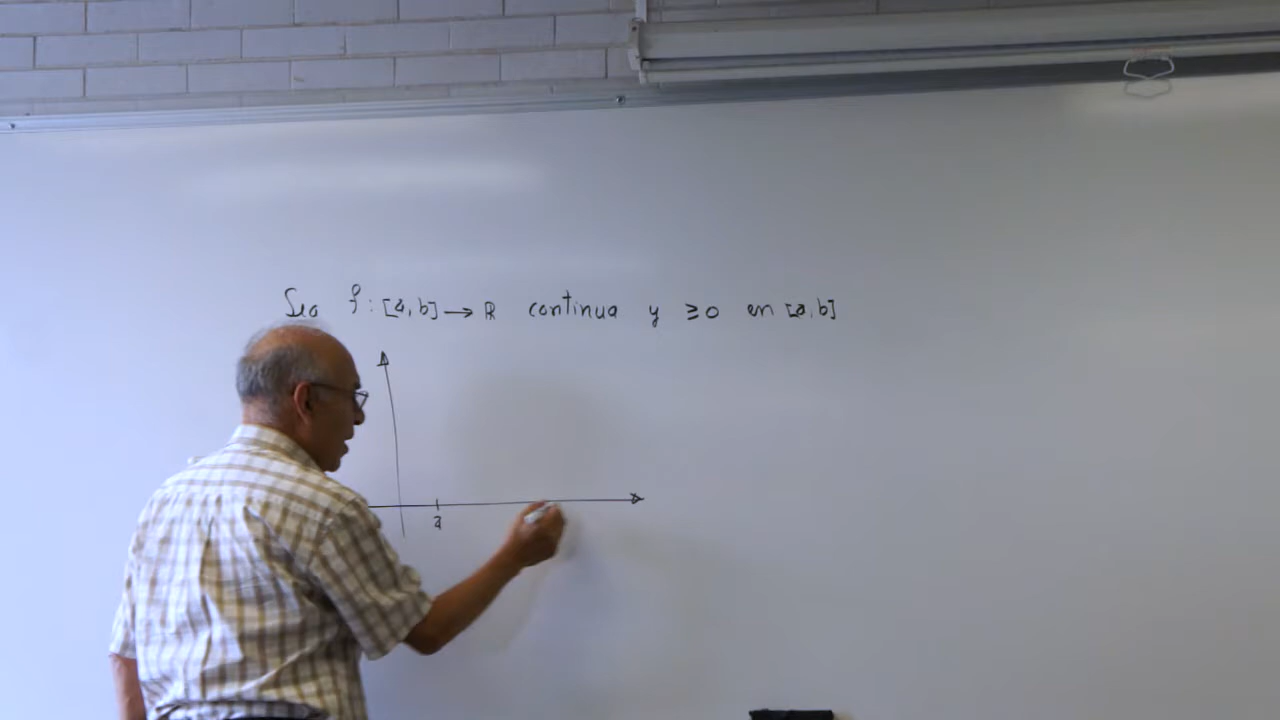 Sea f: [a, b] → R continua y ≥ 0 en [a, b]
a